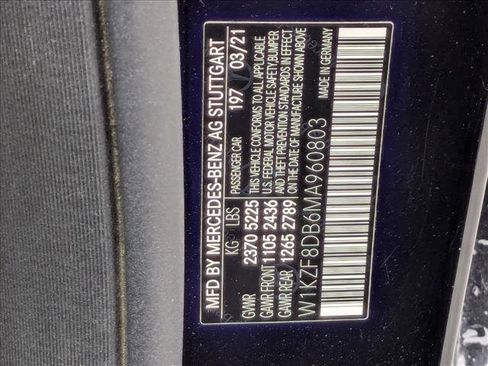 MFD BY MERCEDES-BENZ AG STUTTGART
KG LBS PASSENGER CAR 197 03/21
GVWR 2370 5225 THIS VEHICLE CONFORMS TO ALL APPLICABLE
GAWR FRONT 1105 2436 U.S. FEDERAL MOTOR VEHICLE SAFETY,BUMPER
GAWR REAR 1265 2789 AND THEFT PREVENTION STANDARDS IN EFFECT
ON THE DATE OF MANUFACTURE SHOWN ABOVE
W1KZF8DB6MA960803 MADE IN GERMANY